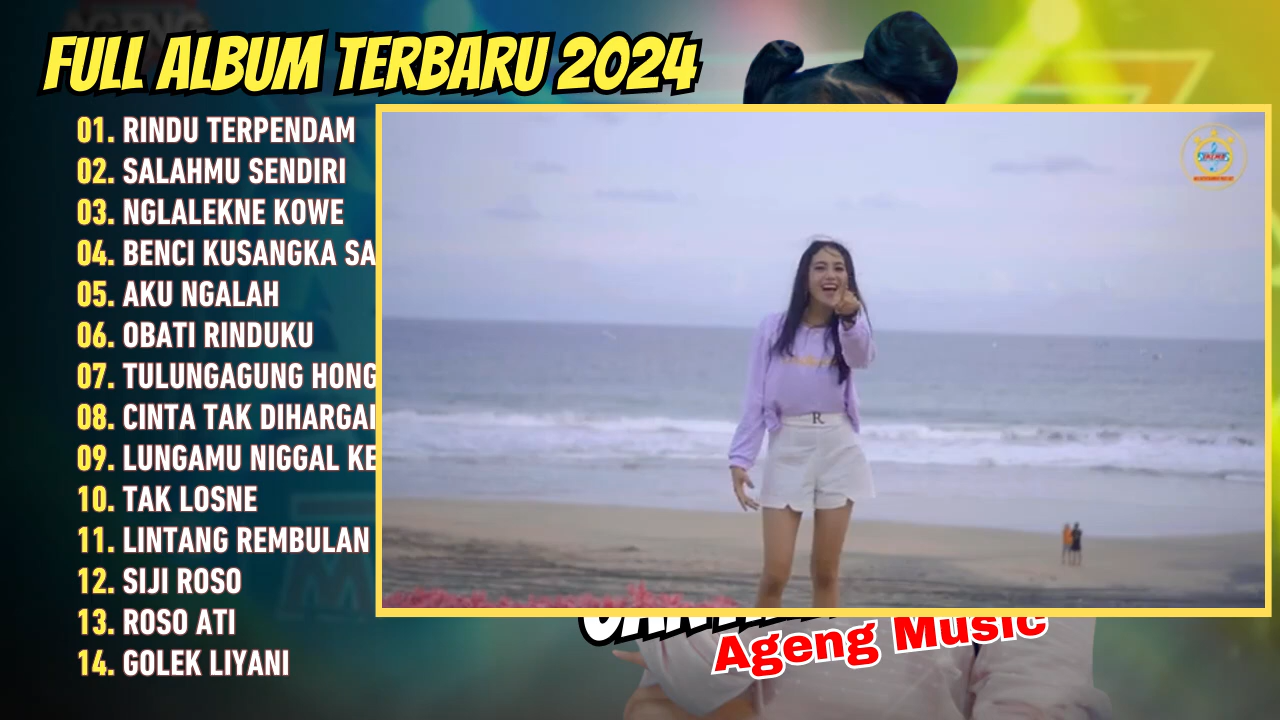 FULL ALBUM TERBARU 2024
01. RINDU TERPENDAM
02. SALAHMU SENDIRI
03. NGLALEKNE KOWE
04. BENCI KUSANGKA SA
05. AKU NGALAH
06. OBATI RINDUKU
07. TULUNGAGUNG HONG
08. CINTA TAK DIHARGAI
09. LUNGAMU NIGGAL KE
10. TAK LOSNE
11. LINTANG REMBULAN
12. SIJI ROSO
13. ROSO ATI
14. GOLEK LIYANI
R
Ageng Music